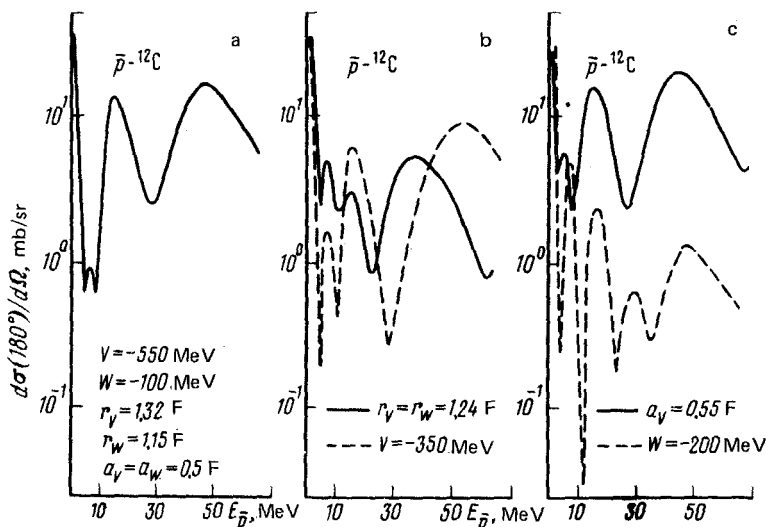 a
b
c
p̄-¹²C
p̄-¹²C
p̄-¹²C
dσ(180°)/dΩ, mb/sr
10¹
10⁰
10⁻¹
10¹
10⁰
10⁻¹
10¹
10⁰
10⁻¹
V=-550 MeV
W=-100 MeV
r_V=1,32 F
r_W=1,15 F
a_V=a_W=0,5 F
r_V=r_W=1,24 F
V=-350 MeV
a_V=0,55 F
W=-200 MeV
10 30 50 E_p̄, MeV
10 30 50 E_p̄, MeV
10 30 50 E_p̄, MeV